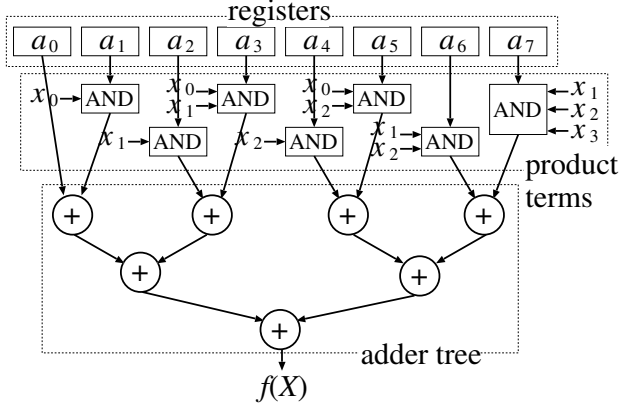 registers
a0 a1 a2 a3 a4 a5 a6 a7
x0 AND x0 x1 AND x0 x2 AND AND x1 x2 x3
x1 AND x2 AND x1 x2 AND
product
terms
+ + + +
+ +
+
adder tree
f(X)